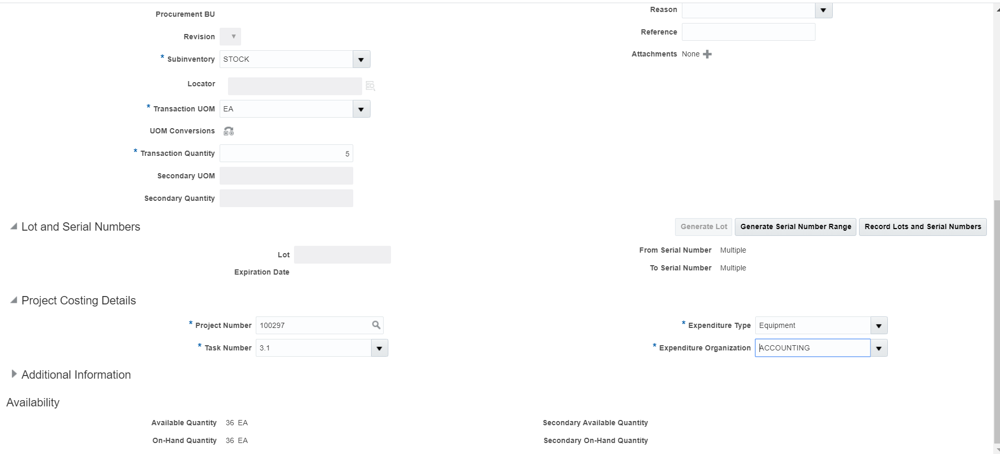 Procurement BU
Reason
Revision
Reference
* Subinventory STOCK
Attachments None
Locator
* Transaction UOM EA
UOM Conversions
* Transaction Quantity 5
Secondary UOM
Secondary Quantity
Lot and Serial Numbers
Generate Lot Generate Serial Number Range Record Lots and Serial Numbers
Lot
From Serial Number Multiple
Expiration Date
To Serial Number Multiple
Project Costing Details
* Project Number 100297
* Expenditure Type Equipment
* Task Number 3.1
* Expenditure Organization ACCOUNTING
Additional Information
Availability
Available Quantity 36 EA
Secondary Available Quantity
On-Hand Quantity 36 EA
Secondary On-Hand Quantity